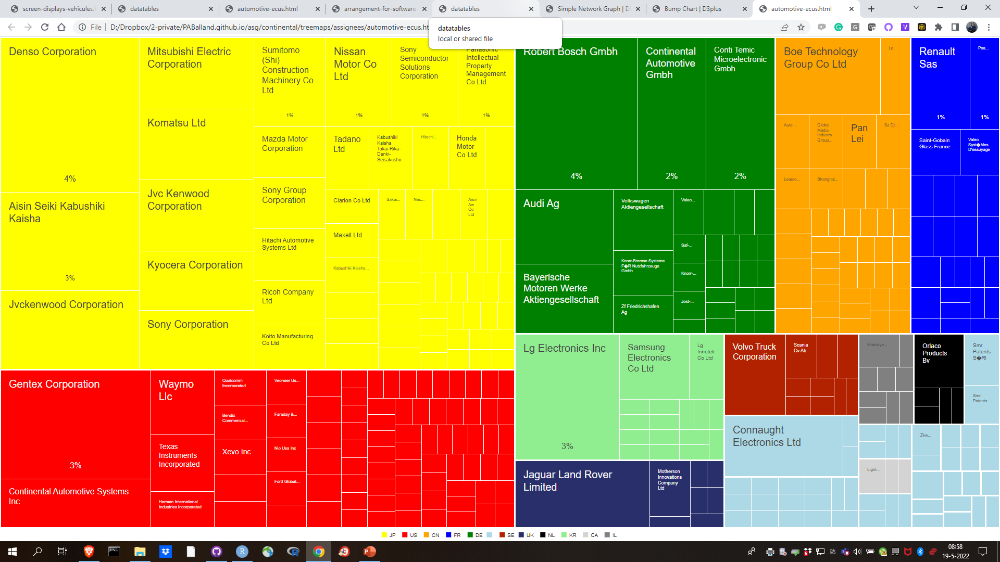 screen-displays-vehicules.h
datatables
automotive-ecus.html
arrangement-for-software-
datatables
Simple Network Graph | D3
Bump Chart | D3plus
automotive-ecus.html
File
D:/Dropbox/2-private/PABalland.github.io/asg/continental/treemaps/assignees/automotive-ecus.ht
datatables
local or shared file
Denso Corporation
4%
Aisin Seiki Kabushiki
Kaisha
3%
Jvckenwood Corporation
Mitsubishi Electric
Corporation
Komatsu Ltd
Jvc Kenwood
Corporation
Kyocera Corporation
Sony Corporation
Sumitomo
(Shi)
Construction
Machinery Co
Ltd
1%
Mazda Motor
Corporation
Sony Group
Corporation
Hitachi Automotive
Systems Ltd
Ricoh Company
Ltd
Koito Manufacturing
Co Ltd
Nissan
Motor Co
Ltd
1%
Sony
Semiconductor
Solutions
Corporation
1%
Panasonic
Intellectual
Property
Management
Co Ltd
1%
Tadano
Ltd
Kabushiki
Kaisha
Tokai-Rika-
Denki-
Seisakusho
Hitachi...
Honda
Motor
Co Ltd
Clarion Co Ltd
Sakai...
Nec...
Aisin
Aw
Co
Ltd
Maxell Ltd
Kabushiki Kaisha...
Robert Bosch Gmbh
4%
Continental
Automotive
Gmbh
2%
Conti Temic
Microelectronic
Gmbh
2%
Audi Ag
Bayerische
Motoren Werke
Aktiengesellschaft
Volkswagen
Aktiengesellschaft
Knorr-Bremse Systeme
F�R Nutzfahrzeuge
Gmbh
Zf Friedrichshafen
Ag
Valeo...
Saf-...
Knorr-...
Jost-...
Boe Technology
Group Co Ltd
Le...
Autel...
Global
Media
Industry
Group...
Pan
Lei
Sz Dji...
Leauto...
Shanghai...
Renault
Sas
1%
Psa...
1%
Saint-Gobain
Glass France
Valeo
Syst�Mes
D'essuyage
Gentex Corporation
3%
Continental Automotive Systems
Inc
Waymo
Llc
Texas
Instruments
Incorporated
Harman International
Industries Incorporated
Qualcomm
Incorporated
Bendix
Commercial...
Xevo Inc
Veoneer Us...
Faraday &...
Nio Usa Inc
Ford Global...
Lg Electronics Inc
3%
Samsung
Electronics
Co Ltd
Lg
Innotek
Co Ltd
Jaguar Land Rover
Limited
Motherson
Innovations
Company
Ltd
Volvo Truck
Corporation
Scania
Cv Ab
Mobileye...
Orlaco
Products
Bv
Smr
Patents
S�Rl
Smr
Patents...
Connaught
Electronics Ltd
Zkw...
Light...
JP US CN FR DE SE UK NL KR CA IL
08:58
19-5-2022